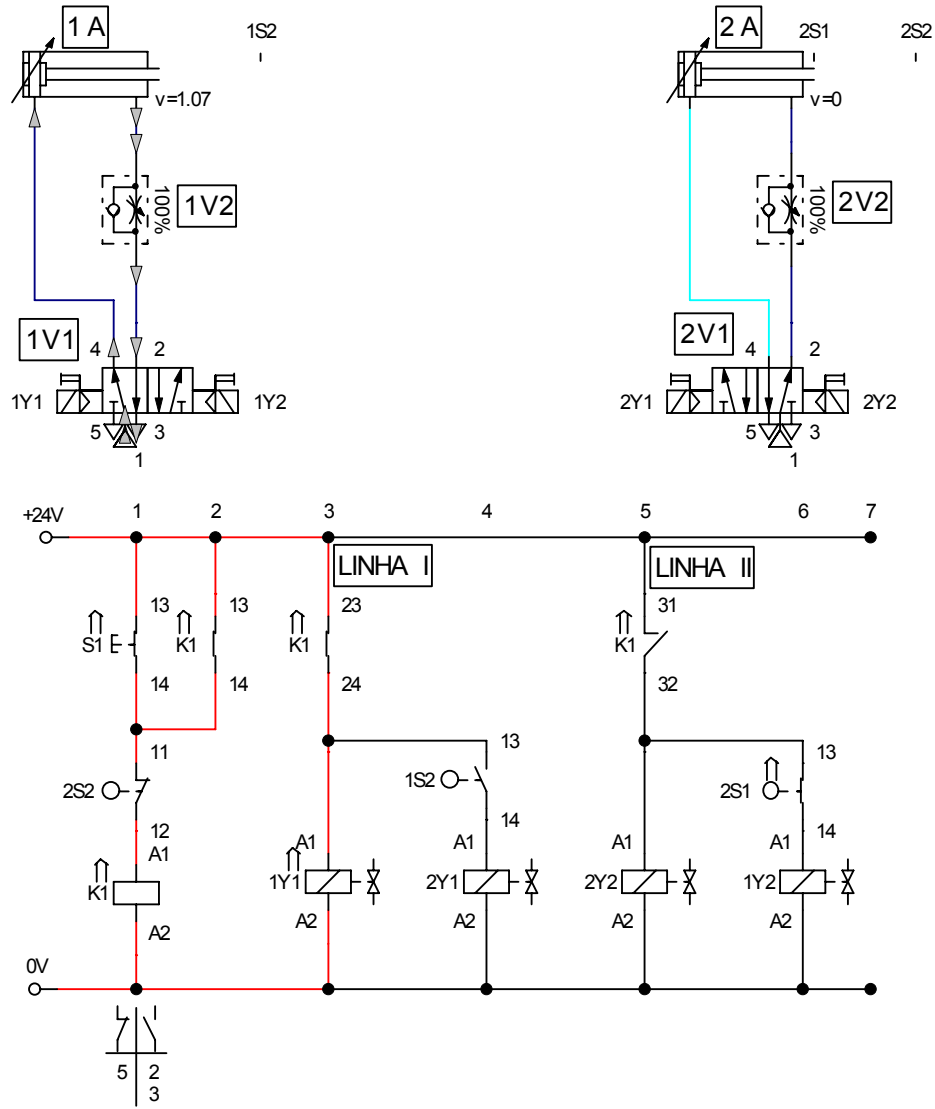 1 A
1S2
2 A
2S1
2S2
v=1.07
v=0
100%
1V2
100%
2V2
1V1
4
2
2V1
4
2
1Y1
1Y2
2Y1
2Y2
5
3
5
3
1
1
+24V
1
2
3
4
5
6
7
LINHA I
LINHA II
13
13
23
31
S1
K1
K1
K1
14
14
24
32
11
13
13
2S2
1S2
2S1
12
14
14
A1
A1
A1
A1
A1
K1
1Y1
2Y1
2Y2
1Y2
A2
A2
A2
A2
A2
0V
5
2
3